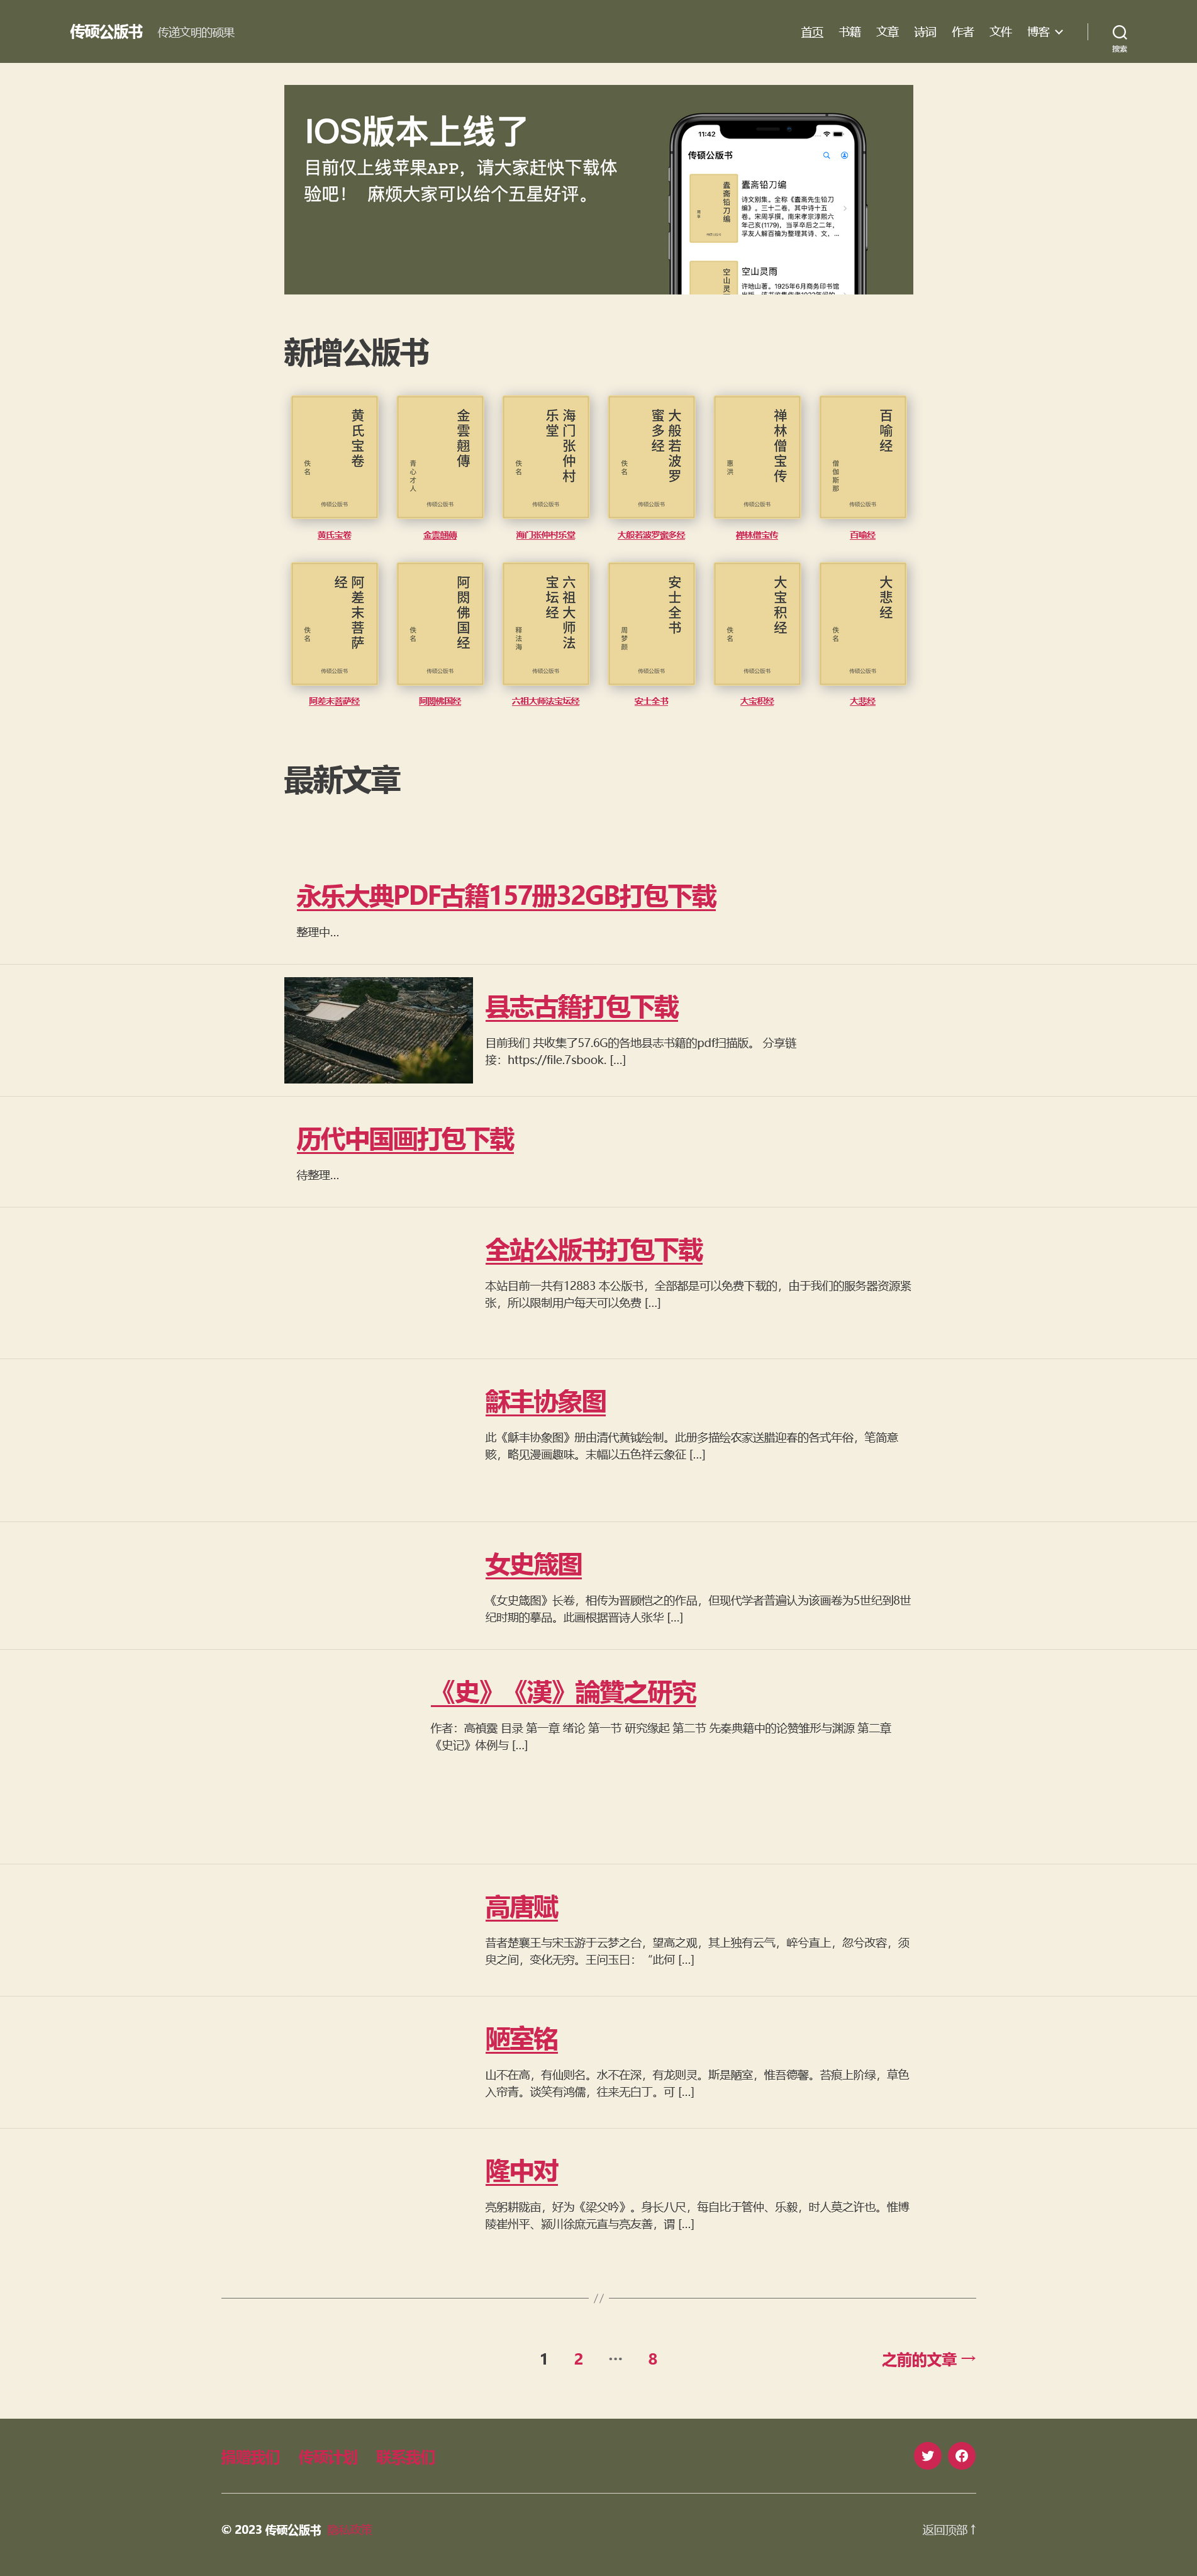 传硕公版书 传递文明的硕果 首页 书籍 文章 诗词 作者 文件 博客
搜索
IOS版本上线了
目前仅上线苹果APP，请大家赶快下载体
验吧！ 麻烦大家可以给个五星好评。
11:42
传硕公版书
蠹斋铅刀编
诗文别集。全称《蠹斋先生铅刀
编》。三十二卷，其中诗十五
卷。宋周孚撰。南宋孝宗淳熙六
年己亥(1179)，当孚卒后之二年，
孚友人解百禴为整理其诗、文，...
空山灵雨
许地山著。1925年6月商务印书馆
新增公版书
黄氏宝卷
佚名
传硕公版书
金雲翹傳
青心才人
传硕公版书
海门张仲村
乐堂
佚名
传硕公版书
大般若波罗
蜜多经
佚名
传硕公版书
禅林僧宝传
惠洪
传硕公版书
百喻经
僧伽斯那
传硕公版书
黄氏宝卷 金雲翹傳 海门张仲村乐堂 大般若波罗蜜多经 禅林僧宝传 百喻经
阿差末菩萨
经
佚名
传硕公版书
阿閦佛国经
佚名
传硕公版书
六祖大师法
宝坛经
释法海
传硕公版书
安士全书
周梦颜
传硕公版书
大宝积经
佚名
传硕公版书
大悲经
佚名
传硕公版书
阿差末菩萨经 阿閦佛国经 六祖大师法宝坛经 安士全书 大宝积经 大悲经
最新文章
永乐大典PDF古籍157册32GB打包下载
整理中...
县志古籍打包下载
目前我们 共收集了57.6G的各地县志书籍的pdf扫描版。 分享链
接：https://file.7sbook. [...]
历代中国画打包下载
待整理...
全站公版书打包下载
本站目前一共有12883 本公版书，全部都是可以免费下载的，由于我们的服务器资源紧
张，所以限制用户每天可以免费 [...]
龢丰协象图
此《龢丰协象图》册由清代黄钺绘制。此册多描绘农家送腊迎春的各式年俗，笔简意
赅，略见漫画趣味。末幅以五色祥云象征 [...]
女史箴图
《女史箴图》长卷，相传为晋顾恺之的作品，但现代学者普遍认为该画卷为5世纪到8世
纪时期的摹品。此画根据晋诗人张华 [...]
《史》《漢》論贊之研究
作者：高禎霙 目录 第一章 绪论 第一节 研究缘起 第二节 先秦典籍中的论赞雏形与渊源 第二章
《史记》体例与 [...]
高唐赋
昔者楚襄王与宋玉游于云梦之台，望高之观，其上独有云气，崪兮直上，忽兮改容，须
臾之间，变化无穷。王问玉曰：“此何 [...]
陋室铭
山不在高，有仙则名。水不在深，有龙则灵。斯是陋室，惟吾德馨。苔痕上阶绿，草色
入帘青。谈笑有鸿儒，往来无白丁。可 [...]
隆中对
亮躬耕陇亩，好为《梁父吟》。身长八尺，每自比于管仲、乐毅，时人莫之许也。惟博
陵崔州平、颍川徐庶元直与亮友善，谓 [...]
//
1 2 … 8 之前的文章 →
捐赠我们 传硕计划 联系我们
© 2023 传硕公版书 返回顶部 ↑